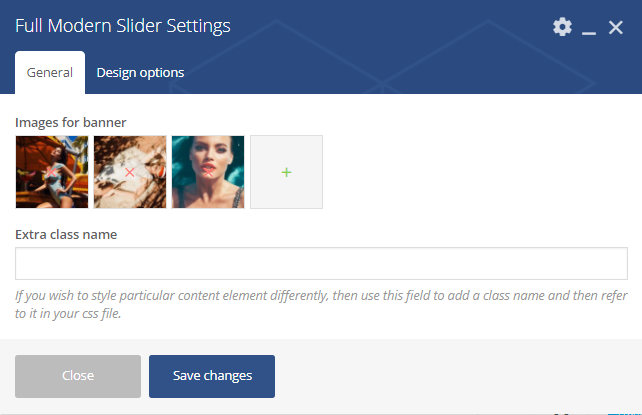 Full Modern Slider Settings
General Design options
Images for banner
Extra class name
If you wish to style particular content element differently, then use this field to add a class name and then refer
to it in your css file.
Close Save changes